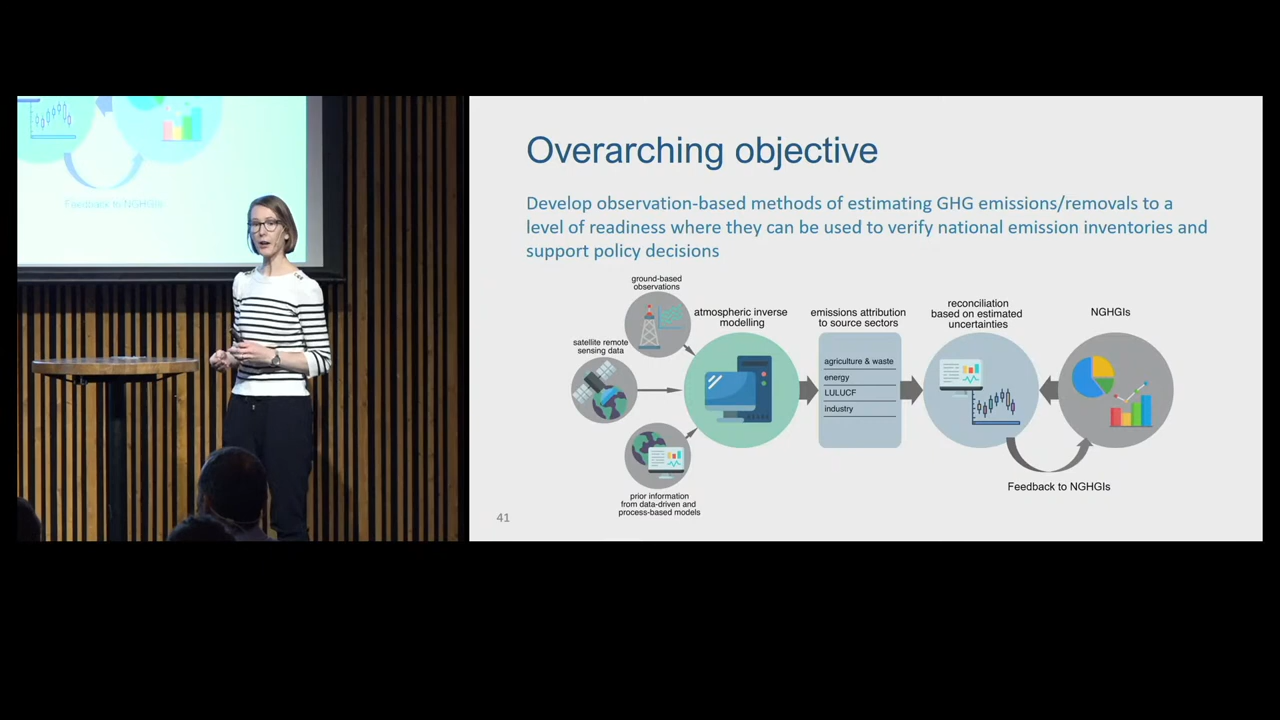 Feedback to NGHGIs
Overarching objective
Develop observation-based methods of estimating GHG emissions/removals to a
level of readiness where they can be used to verify national emission inventories and
support policy decisions
ground-based
observations
satellite remote
sensing data
prior information
from data-driven and
process-based models
atmospheric inverse
modelling
emissions attribution
to source sectors
agriculture & waste
energy
LULUCF
industry
reconciliation
based on estimated
uncertainties
NGHGIs
Feedback to NGHGIs
41